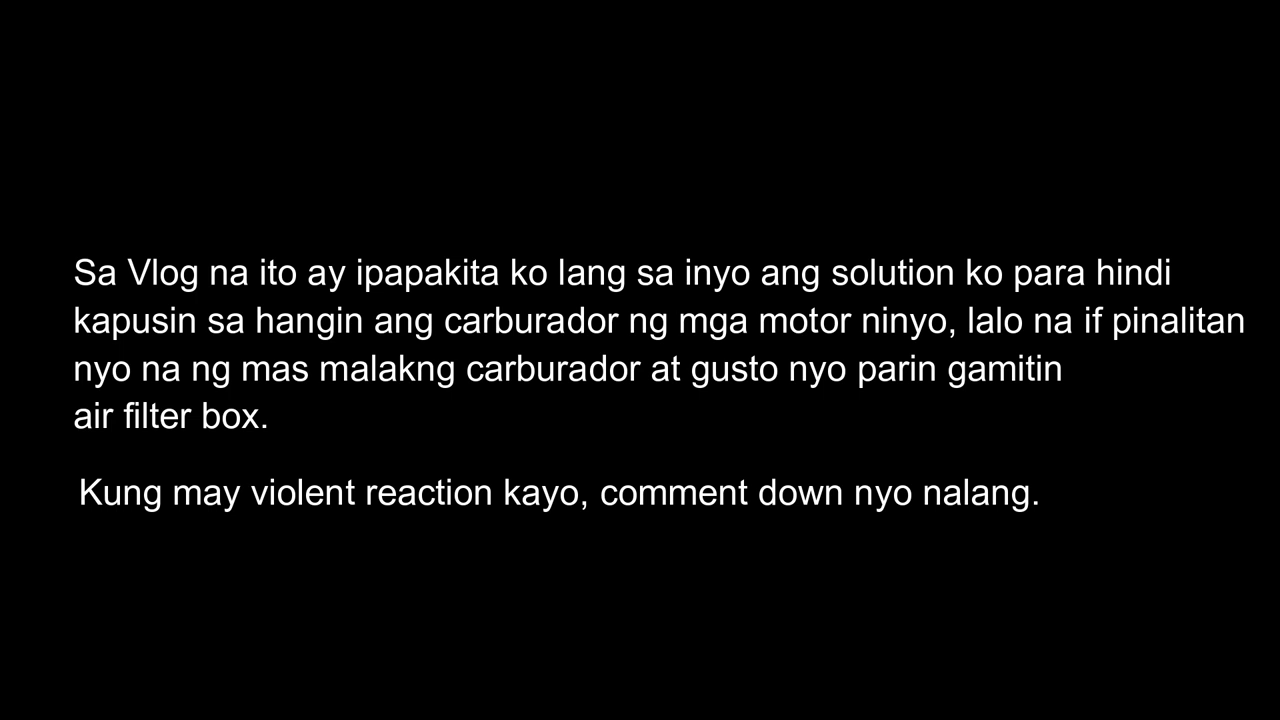 Sa Vlog na ito ay ipapakita ko lang sa inyo ang solution ko para hindi
kapusin sa hangin ang carburador ng mga motor ninyo, lalo na if pinalitan
nyo na ng mas malakng carburador at gusto nyo parin gamitin
air filter box.
Kung may violent reaction kayo, comment down nyo nalang.